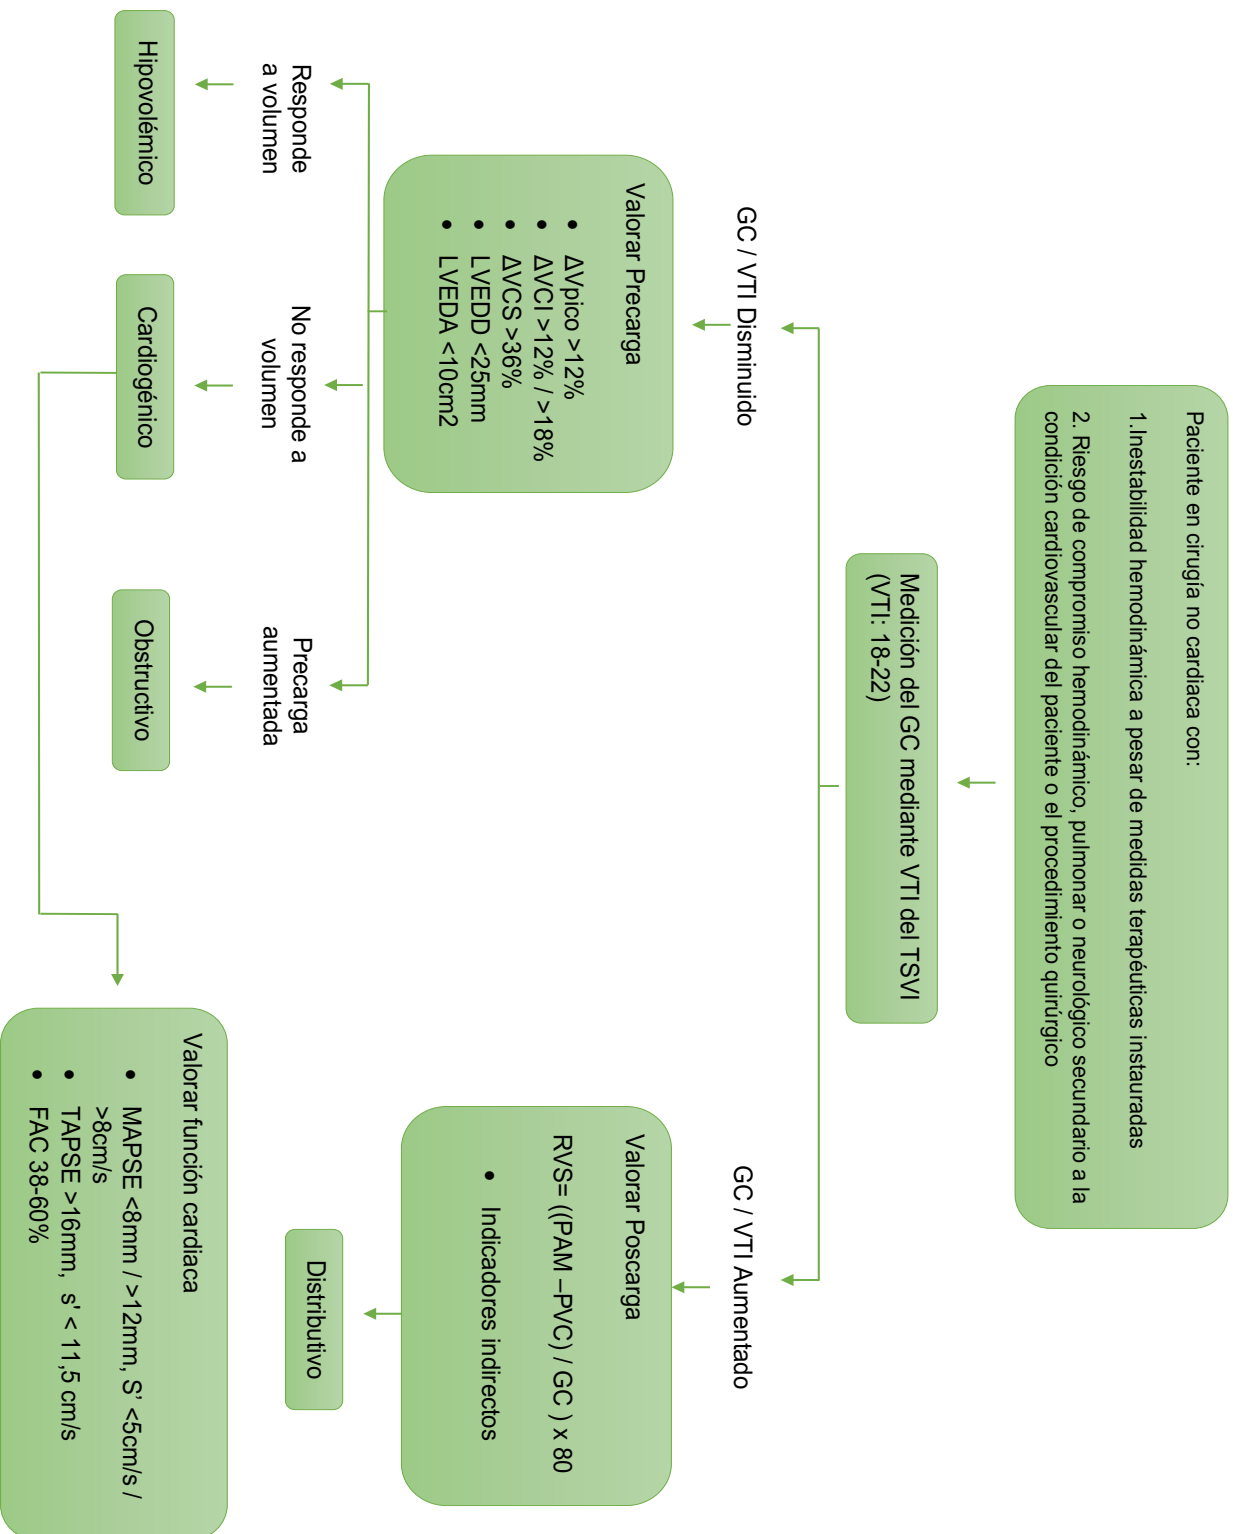 Paciente en cirugía no cardiaca con:
1.Inestabilidad hemodinámica a pesar de medidas terapéuticas instauradas
2. Riesgo de compromiso hemodinámico, pulmonar o neurológico secundario a la
condición cardiovascular del paciente o el procedimiento quirúrgico
Medición del GC mediante VTI del TSVI
(VTI: 18-22)
GC / VTI Disminuido
GC / VTI Aumentado
Valorar Precarga
• ΔVpico >12%
• ΔVCI >12% / >18%
• ΔVCS >36%
• LVEDD <25mm
• LVEDA <10cm2
Valorar Poscarga
RVS= ((PAM –PVC) / GC ) x 80
• Indicadores indirectos
Responde
a volumen
No responde a
volumen
Precarga
aumentada
Hipovolémico
Cardiogénico
Obstructivo
Distributivo
Valorar función cardiaca
• MAPSE <8mm / >12mm, S’ <5cm/s /
>8cm/s
• TAPSE >16mm, s' < 11,5 cm/s
• FAC 38-60%